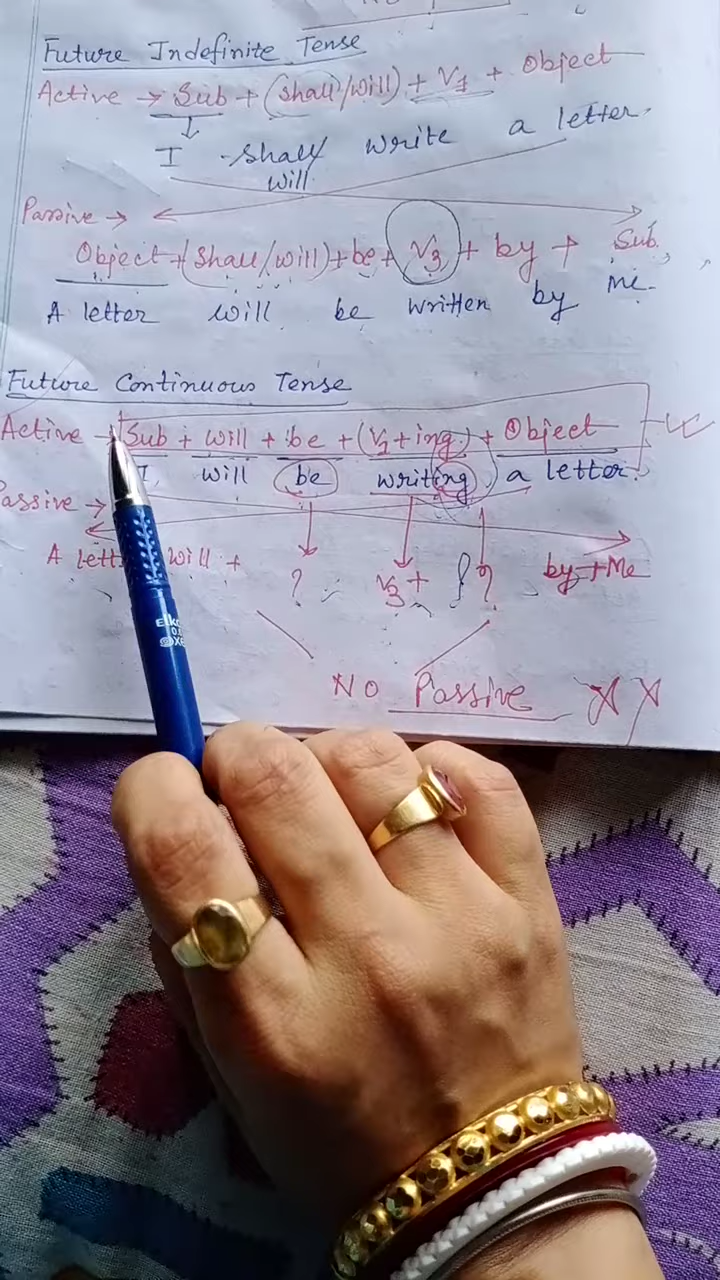 Future Indefinite Tense
Active → Sub + (shall/will) + V1 + Object
I shall write a letter.
will
Passive →
Object + (shall/will) + be + V3 + by + Sub.
A letter will be written by Me.
Future Continuous Tense
Active → Sub + will + be + (V1 + ing) + Object
I will be writing a letter.
Passive →
A lett will + ? V3 + ? by + Me
No Passive X X
Elko